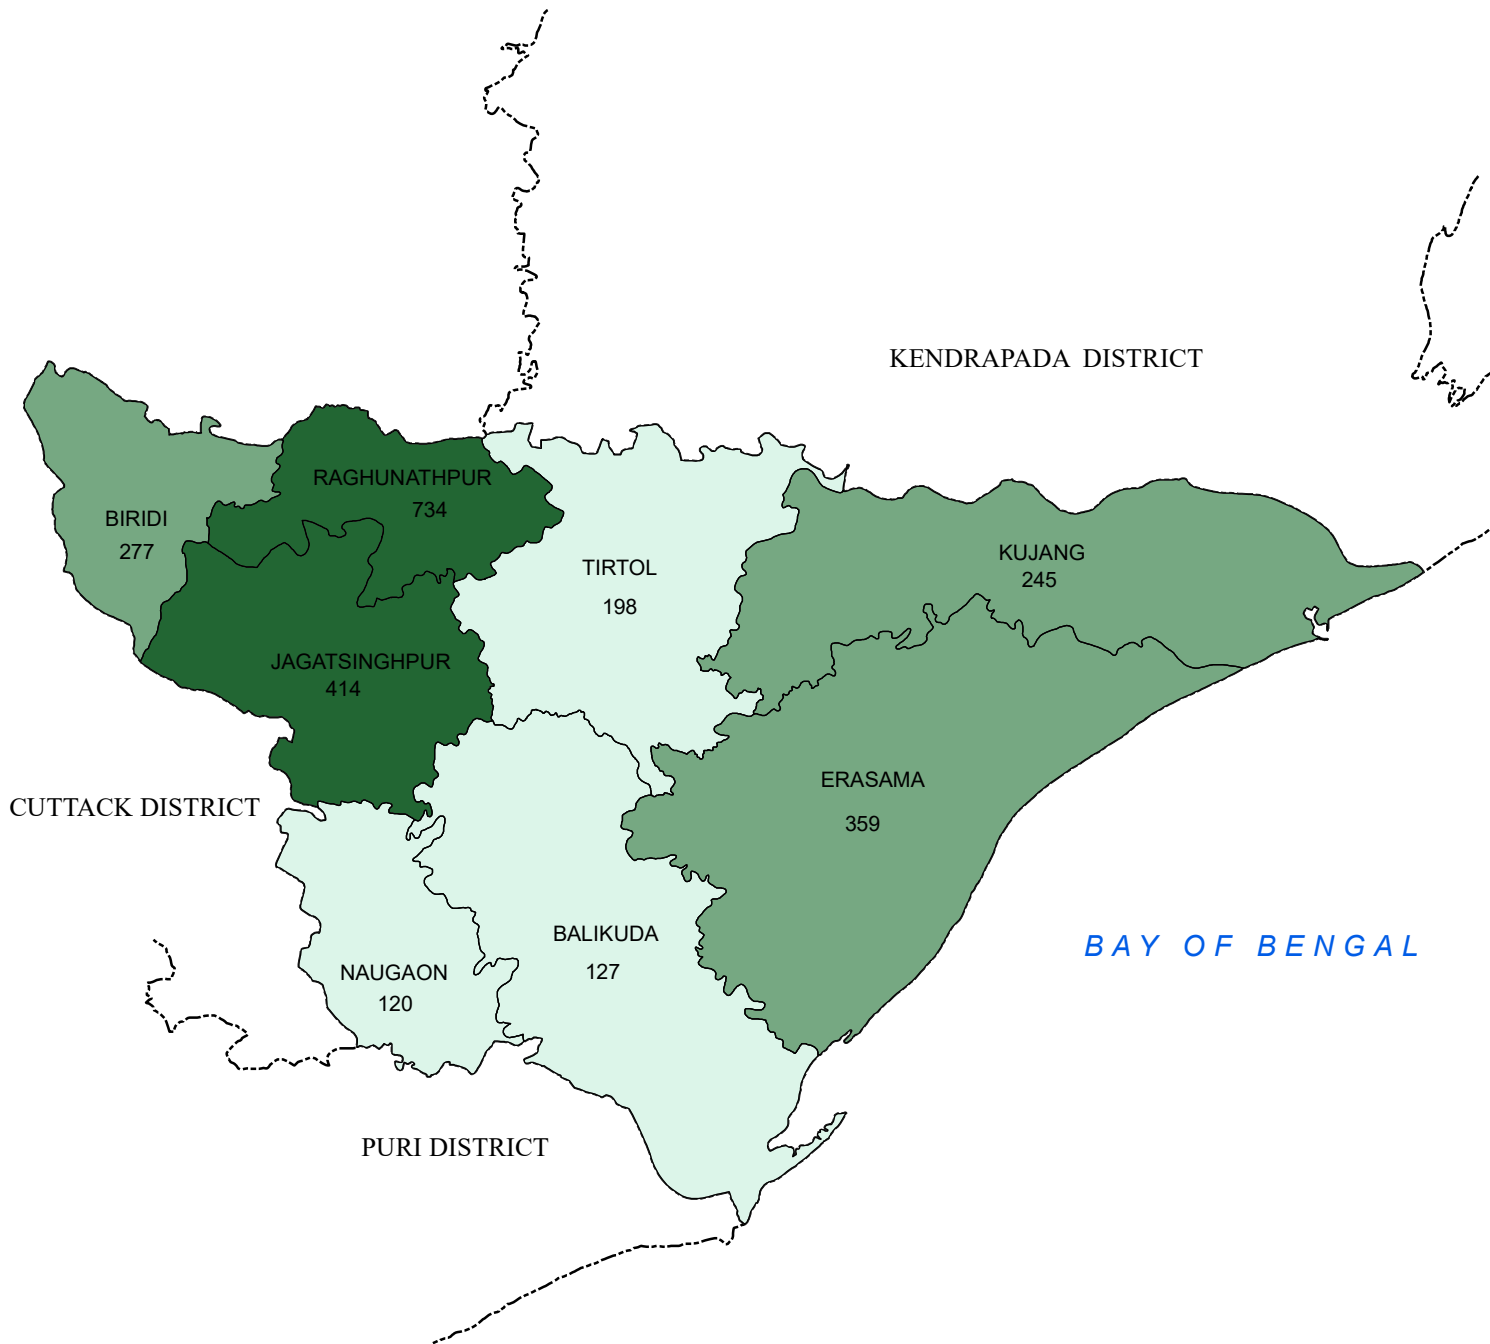 KENDRAPADA DISTRICT
RAGHUNATHPUR
734
BIRIDI
277
TIRTOL
198
KUJANG
245
JAGATSINGHPUR
414
ERASAMA
359
CUTTACK DISTRICT
BALIKUDA
127
BAY OF BENGAL
NAUGAON
120
PURI DISTRICT